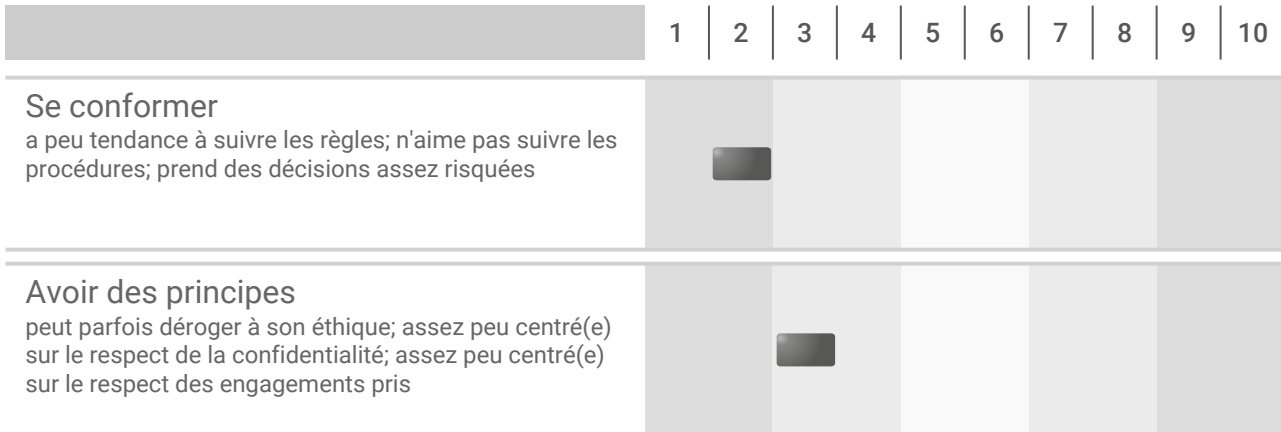 1 2 3 4 5 6 7 8 9 10
Se conformer
a peu tendance à suivre les règles; n'aime pas suivre les
procédures; prend des décisions assez risquées
Avoir des principes
peut parfois déroger à son éthique; assez peu centré(e)
sur le respect de la confidentialité; assez peu centré(e)
sur le respect des engagements pris